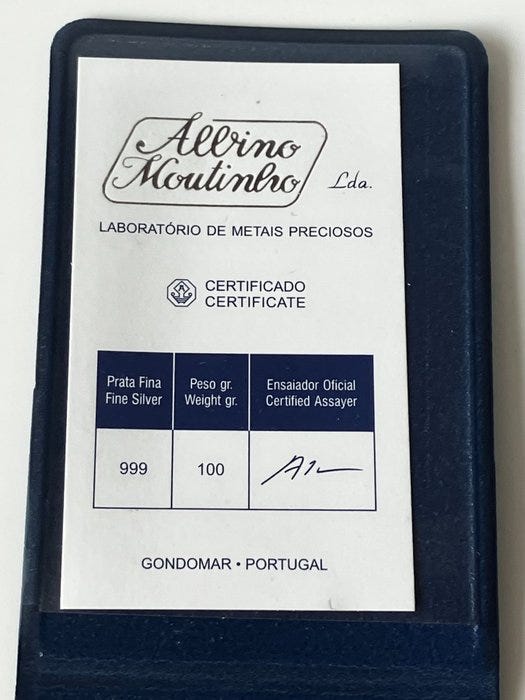 Albino
Moutinho Lda.
LABORATÓRIO DE METAIS PRECIOSOS
CERTIFICADO
CERTIFICATE
Prata Fina
Fine Silver
Peso gr.
Weight gr.
Ensaiador Oficial
Certified Assayer
999
100
GONDOMAR • PORTUGAL